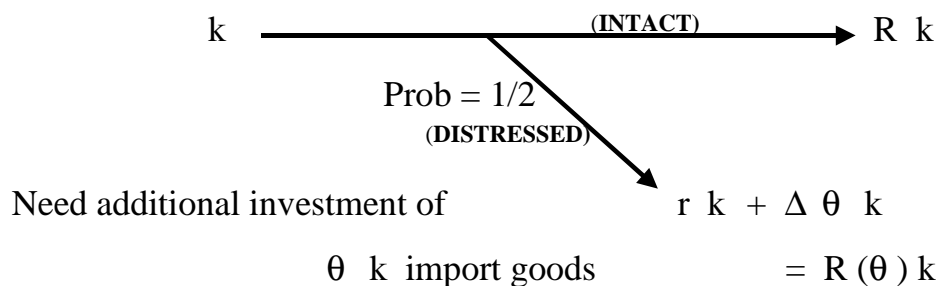 k (INTACT) R k
Prob = 1/2
(DISTRESSED)
Need additional investment of r k + Δ θ k
θ k import goods = R (θ ) k